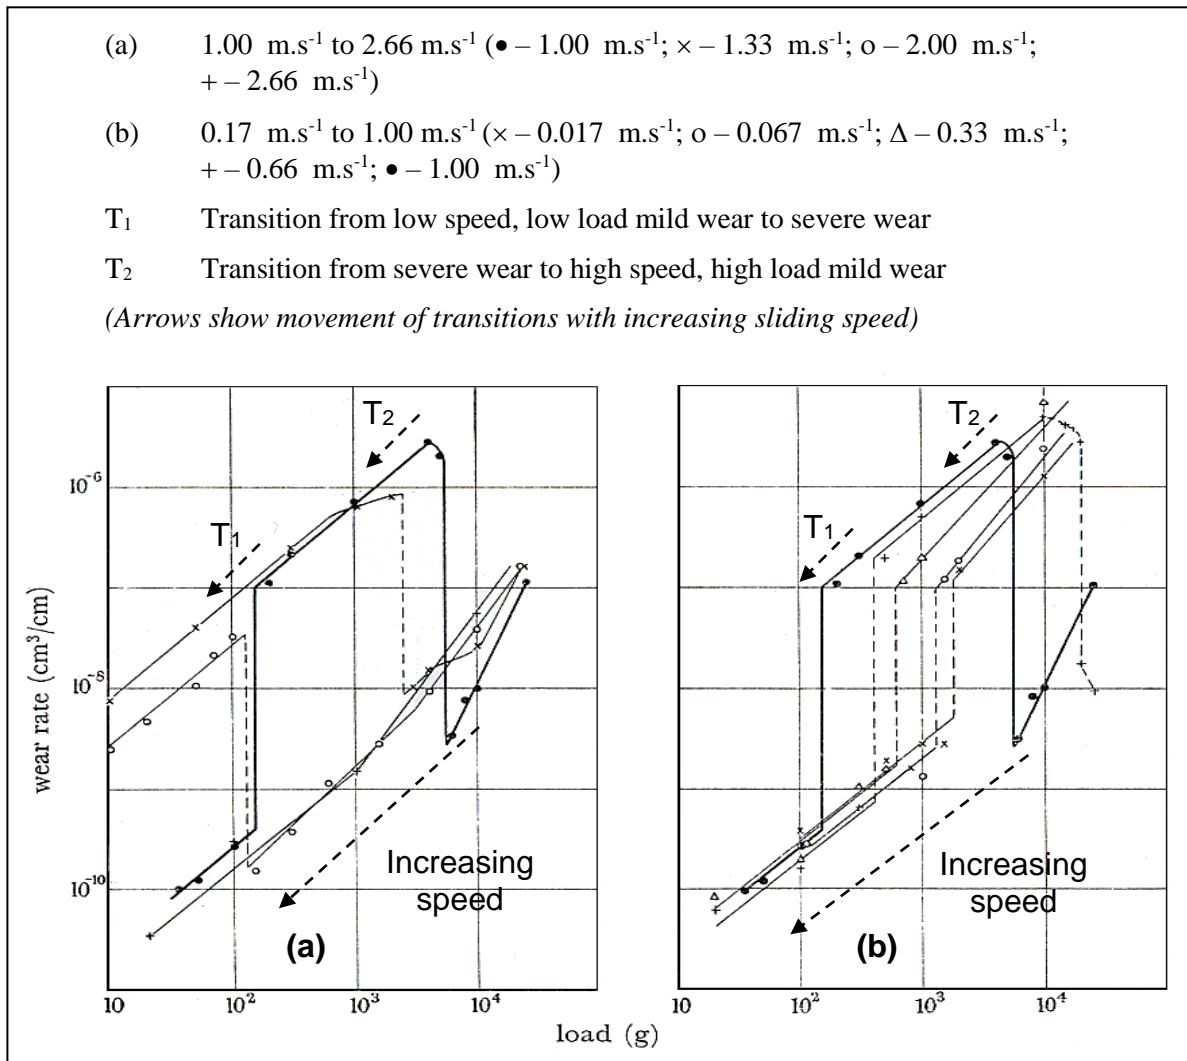 (a) 1.00 m.s⁻¹ to 2.66 m.s⁻¹ (● – 1.00 m.s⁻¹; × – 1.33 m.s⁻¹; o – 2.00 m.s⁻¹;
+ – 2.66 m.s⁻¹)
(b) 0.17 m.s⁻¹ to 1.00 m.s⁻¹ (× – 0.017 m.s⁻¹; o – 0.067 m.s⁻¹; Δ – 0.33 m.s⁻¹;
+ – 0.66 m.s⁻¹; ● – 1.00 m.s⁻¹)
T₁ Transition from low speed, low load mild wear to severe wear
T₂ Transition from severe wear to high speed, high load mild wear
(Arrows show movement of transitions with increasing sliding speed)
wear rate (cm³/cm)
10⁻⁶
10⁻⁸
10⁻¹⁰
T₂
T₁
Increasing
speed
(a)
10 10² 10³ 10⁴
T₂
T₁
Increasing
speed
(b)
10 10² 10³ 10⁴
load (g)